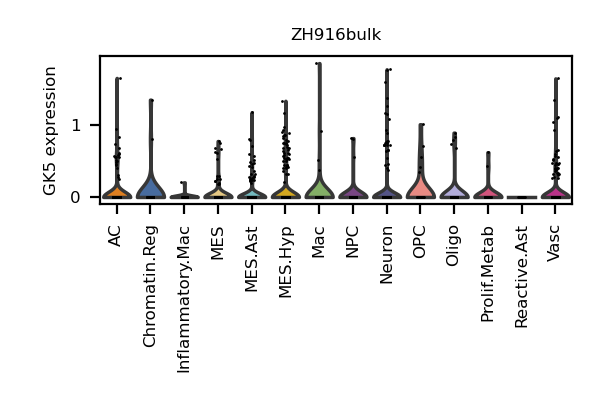 ZH916bulk
GK5 expression
1
0
AC
Chromatin.Reg
Inflammatory.Mac
MES
MES.Ast
MES.Hyp
Mac
NPC
Neuron
OPC
Oligo
Prolif.Metab
Reactive.Ast
Vasc